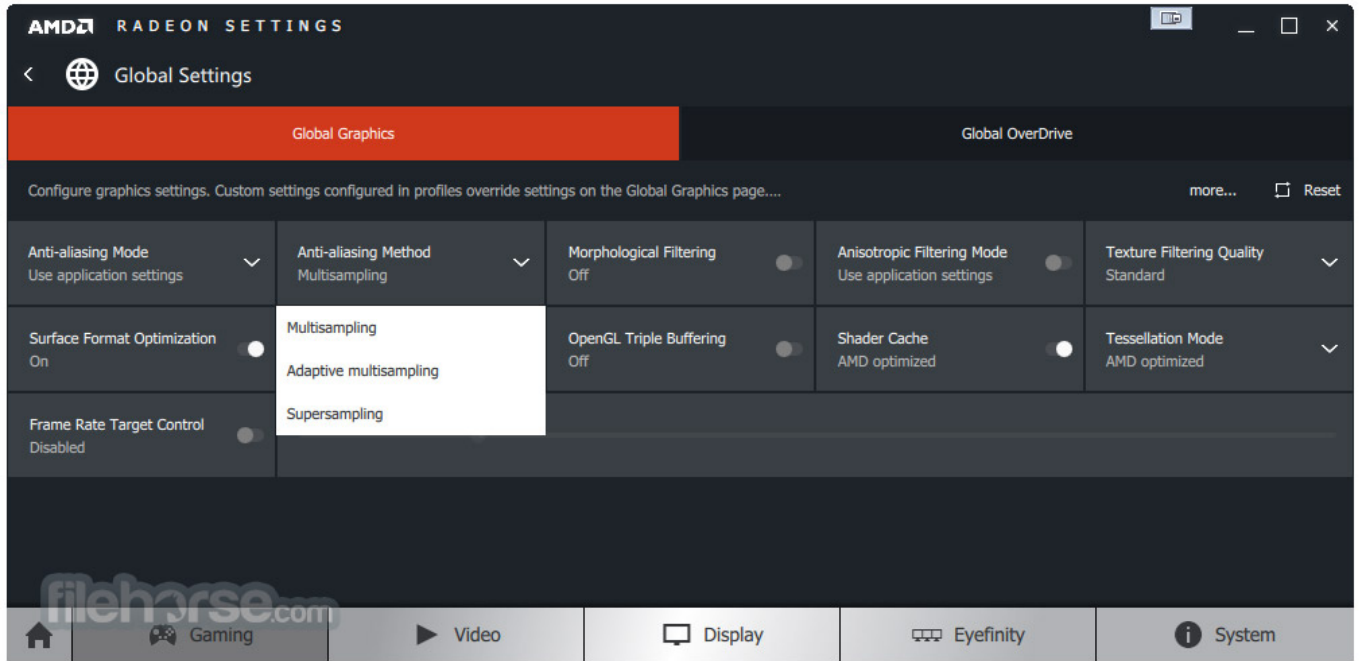 AMD RADEON SETTINGS
Global Settings
Global Graphics
Global OverDrive
Configure graphics settings. Custom settings configured in profiles override settings on the Global Graphics page....
more...
Reset
Anti-aliasing Mode
Use application settings
Anti-aliasing Method
Multisampling
Morphological Filtering
Off
Anisotropic Filtering Mode
Use application settings
Texture Filtering Quality
Standard
Surface Format Optimization
On
Multisampling
Adaptive multisampling
Supersampling
OpenGL Triple Buffering
Off
Shader Cache
AMD optimized
Tessellation Mode
AMD optimized
Frame Rate Target Control
Disabled
filehorse.com
Gaming
Video
Display
Eyefinity
System